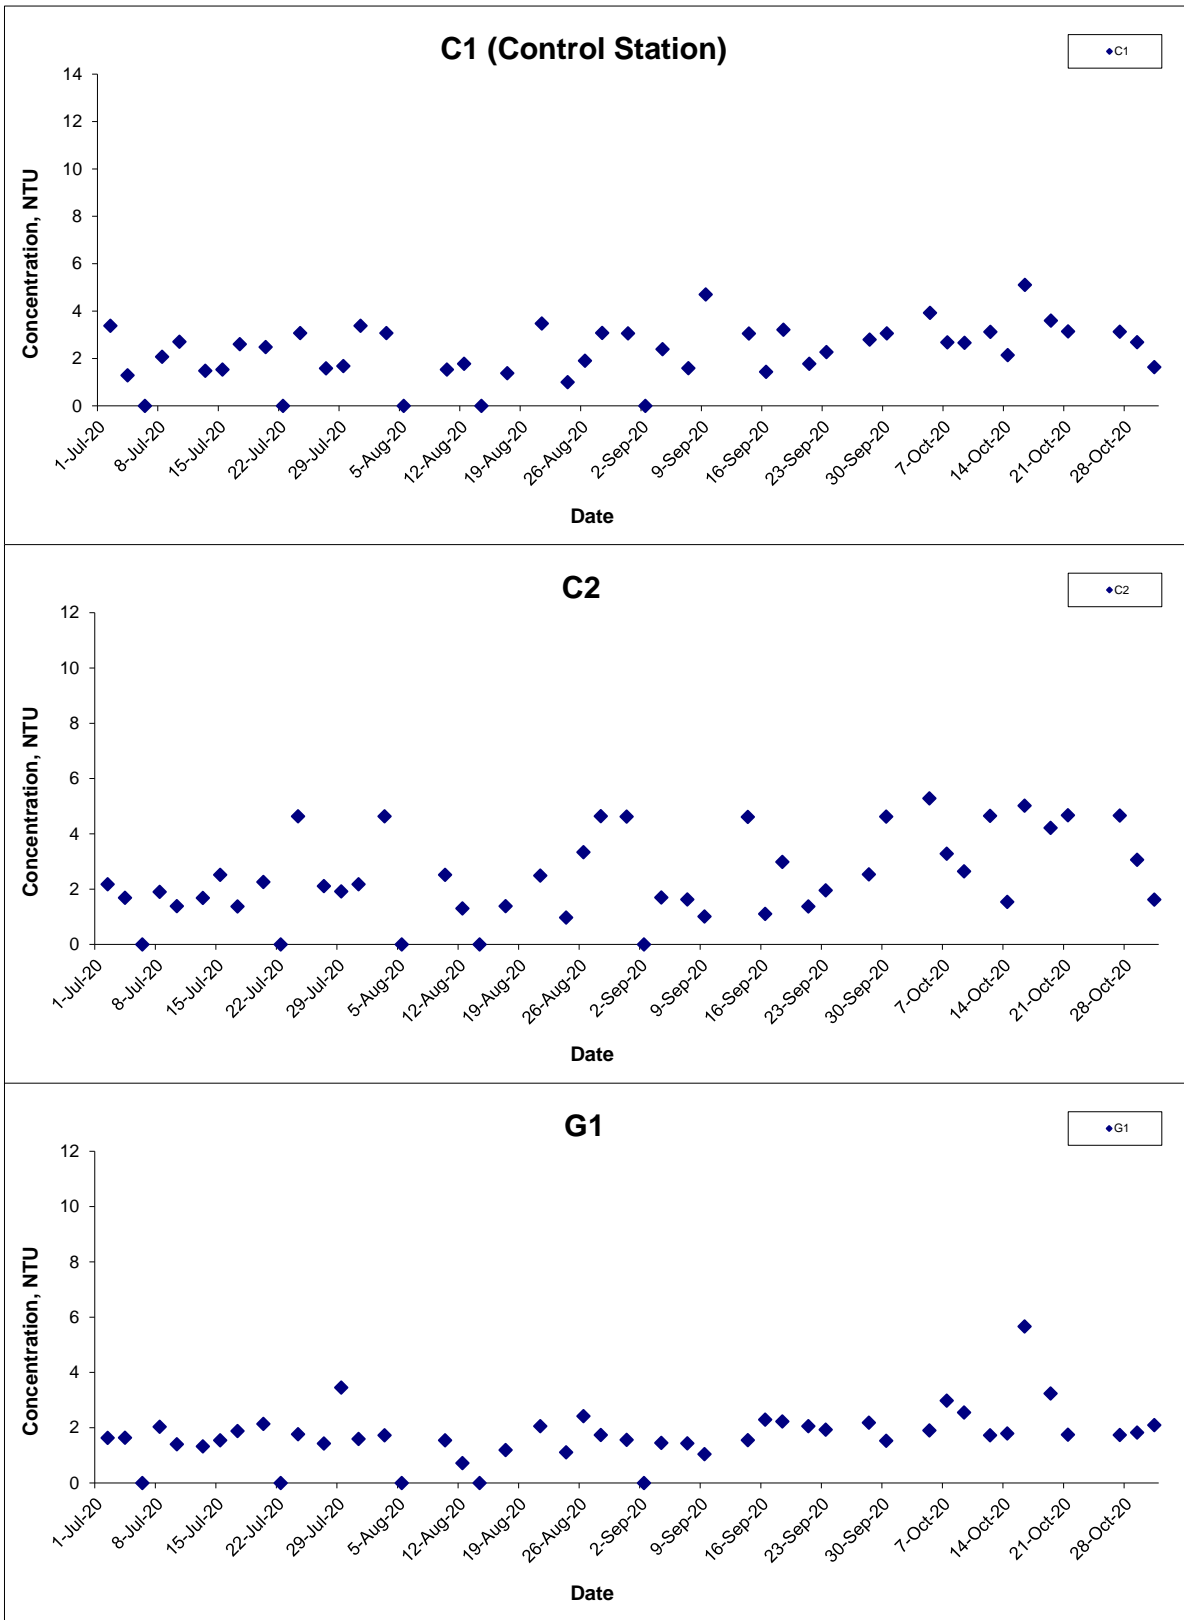 C1 (Control Station)
C1
14
12
10
8
6
4
2
0
Concentration, NTU
1-Jul-20
8-Jul-20
15-Jul-20
22-Jul-20
29-Jul-20
5-Aug-20
12-Aug-20
19-Aug-20
26-Aug-20
2-Sep-20
9-Sep-20
16-Sep-20
23-Sep-20
30-Sep-20
7-Oct-20
14-Oct-20
21-Oct-20
28-Oct-20
Date
C2
C2
12
10
8
6
4
2
0
Concentration, NTU
1-Jul-20
8-Jul-20
15-Jul-20
22-Jul-20
29-Jul-20
5-Aug-20
12-Aug-20
19-Aug-20
26-Aug-20
2-Sep-20
9-Sep-20
16-Sep-20
23-Sep-20
30-Sep-20
7-Oct-20
14-Oct-20
21-Oct-20
28-Oct-20
Date
G1
G1
12
10
8
6
4
2
0
Concentration, NTU
1-Jul-20
8-Jul-20
15-Jul-20
22-Jul-20
29-Jul-20
5-Aug-20
12-Aug-20
19-Aug-20
26-Aug-20
2-Sep-20
9-Sep-20
16-Sep-20
23-Sep-20
30-Sep-20
7-Oct-20
14-Oct-20
21-Oct-20
28-Oct-20
Date